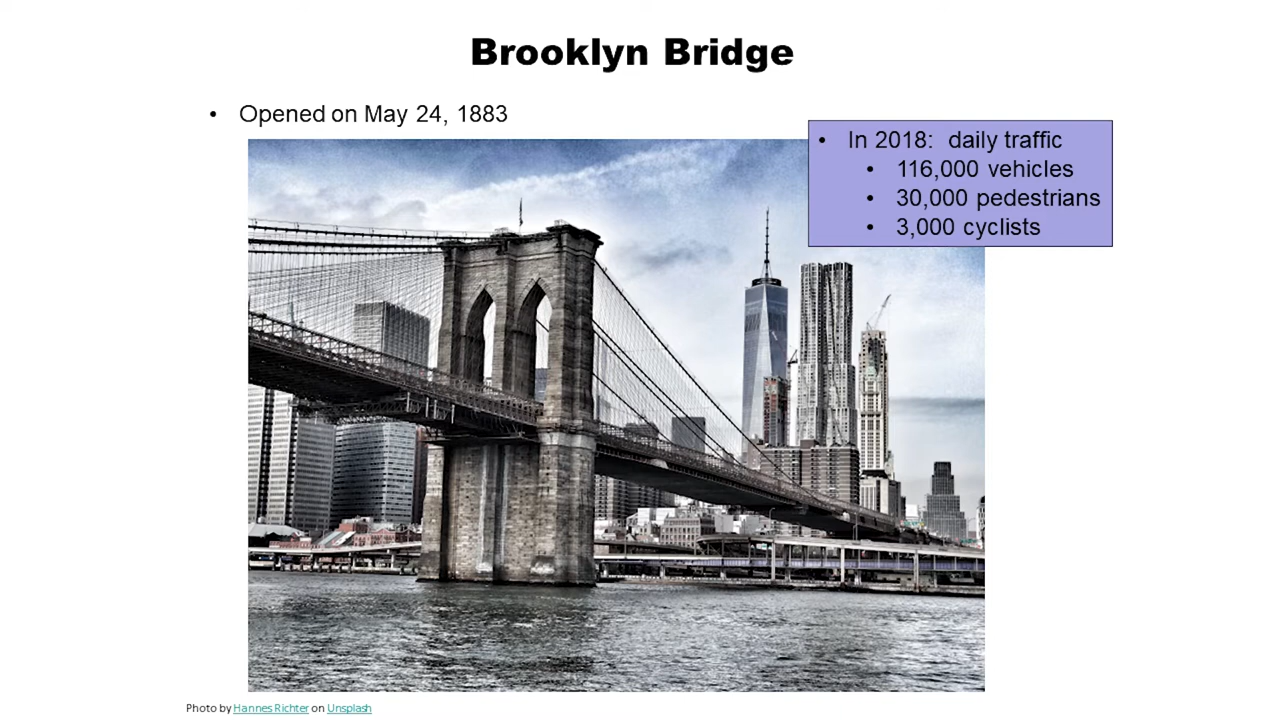 Brooklyn Bridge
• Opened on May 24, 1883
• In 2018: daily traffic
• 116,000 vehicles
• 30,000 pedestrians
• 3,000 cyclists
Photo by Hannes Richter on Unsplash